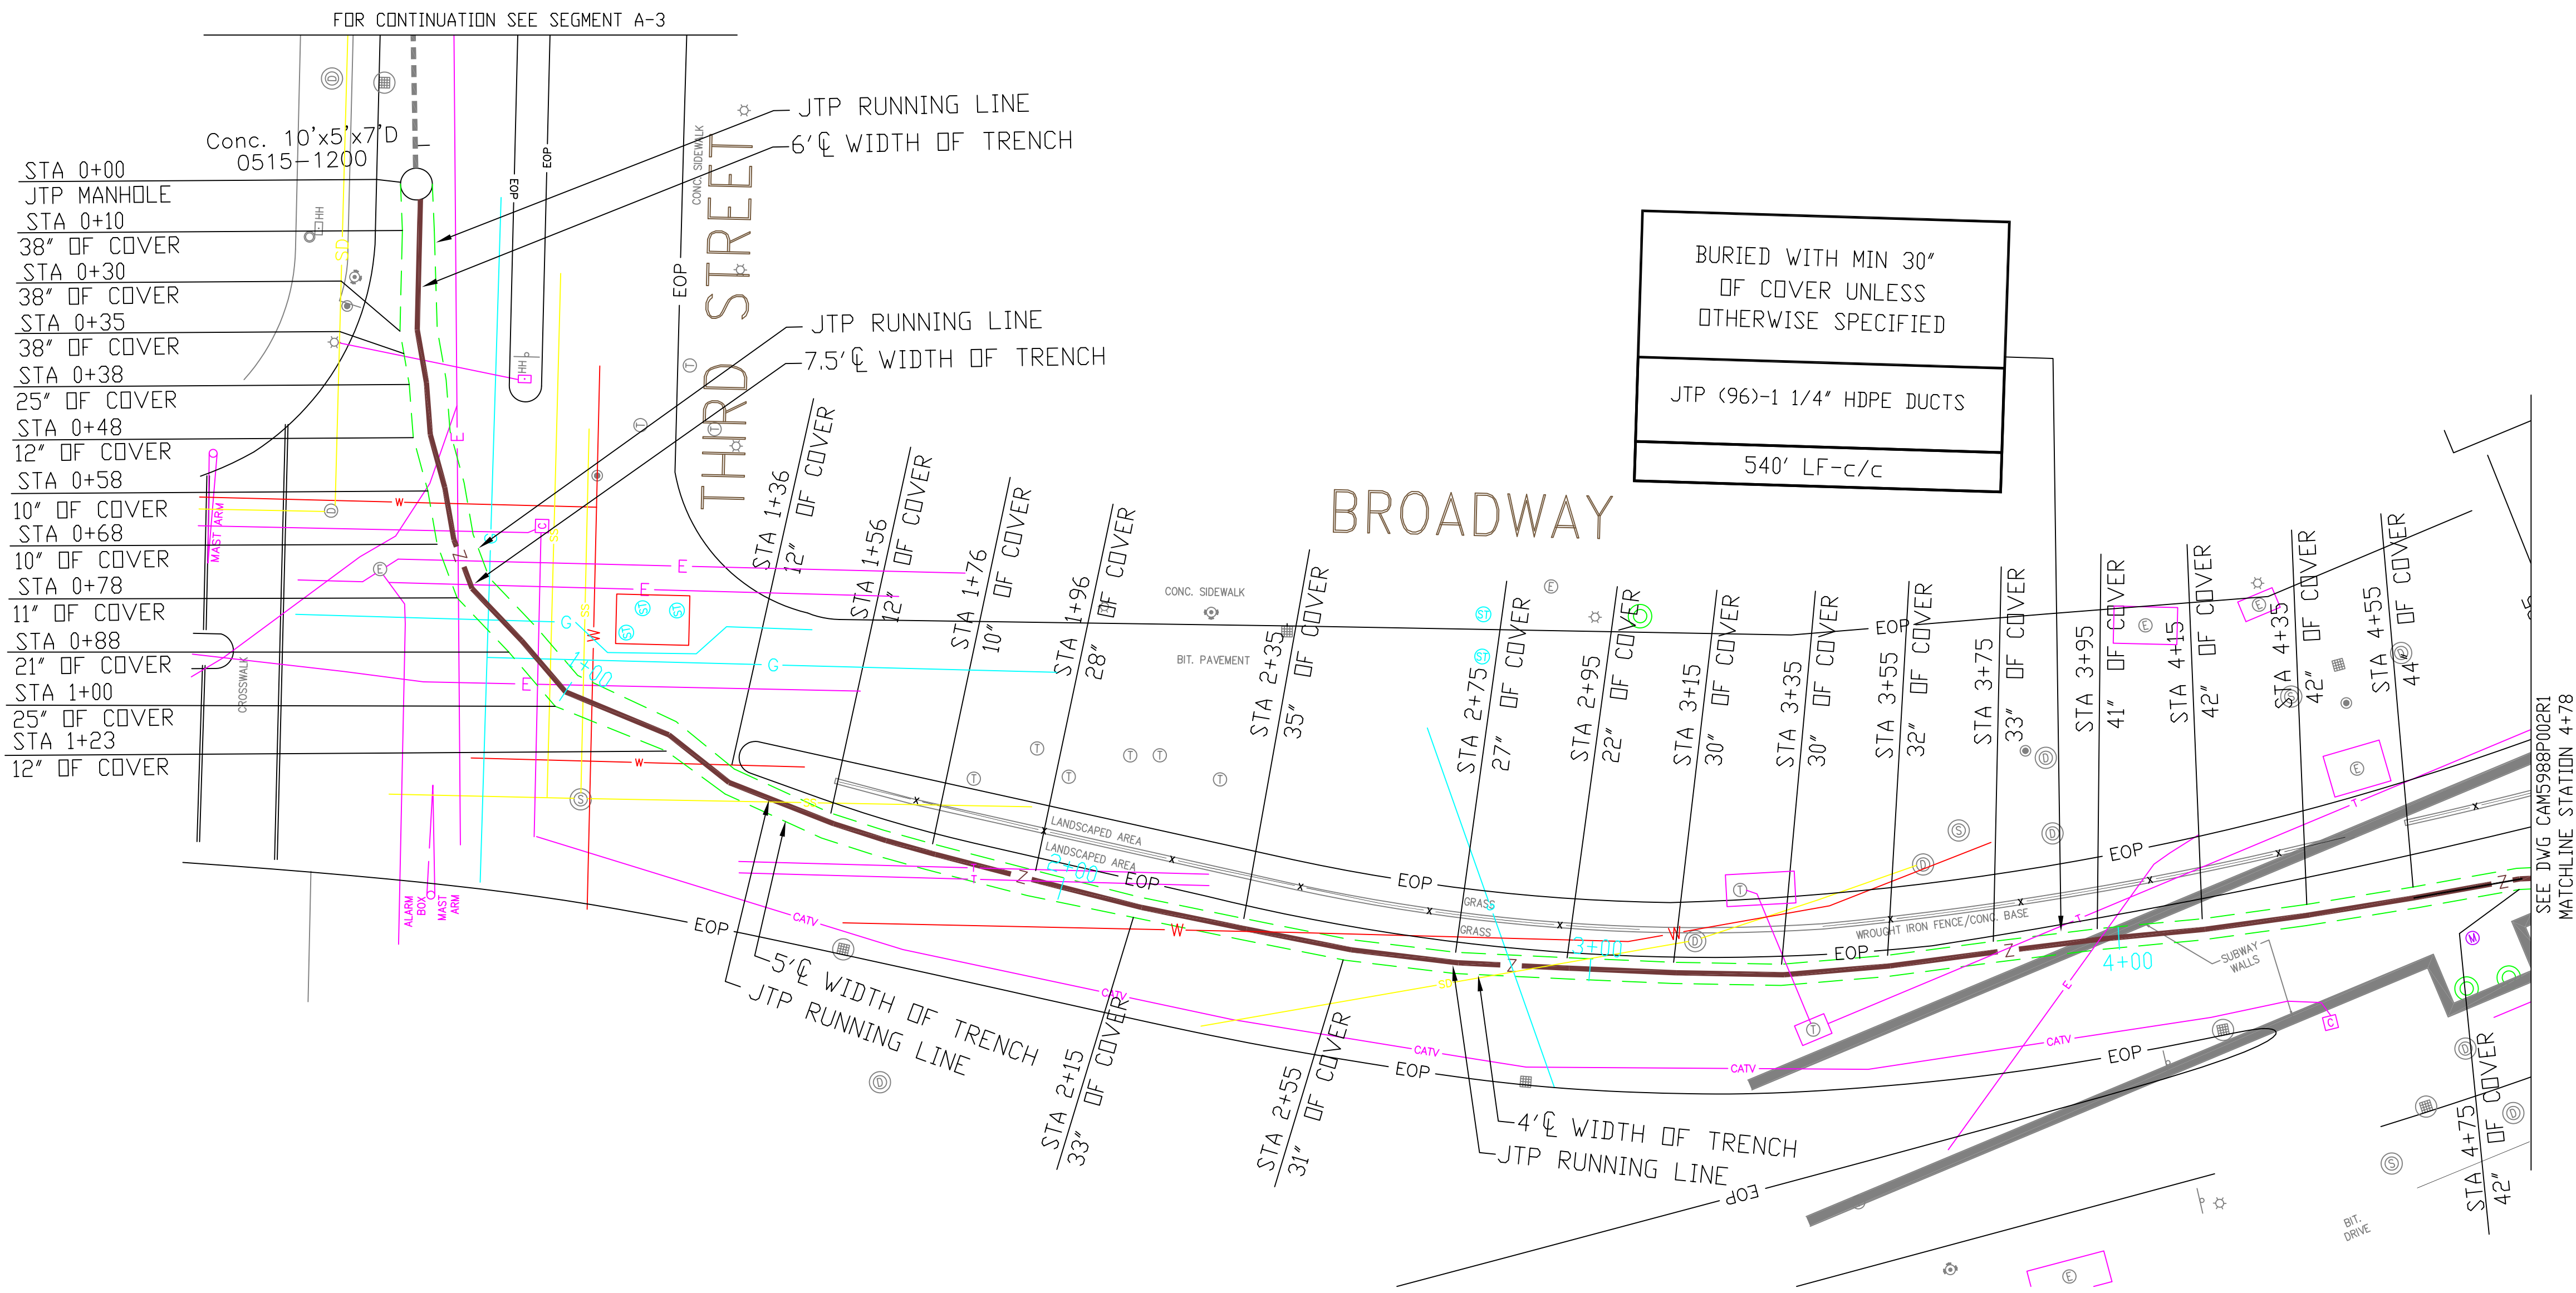 FOR CONTINUATION SEE SEGMENT A-3
Conc. 10'x5'x7'D
0515-1200
STA 0+00
JTP MANHOLE
STA 0+10
38" OF COVER
STA 0+30
38" OF COVER
STA 0+35
38" OF COVER
STA 0+38
25" OF COVER
STA 0+48
12" OF COVER
STA 0+58
10" OF COVER
STA 0+68
10" OF COVER
STA 0+78
11" OF COVER
STA 0+88
21" OF COVER
STA 1+00
25" OF COVER
STA 1+23
12" OF COVER
JTP RUNNING LINE
6' ℄ WIDTH OF TRENCH
JTP RUNNING LINE
7.5' ℄ WIDTH OF TRENCH
THIRD STREET
CONC. SIDEWALK
EOP
EOP
EOP
HH
HH
SD
MAST ARM
CROSSWALK
ALARM
BOX
MAST
ARM
E
E
E
E
G
G
W
W
W
SS
C
1+00
STA 1+36
12" OF COVER
STA 1+56
12" OF COVER
STA 1+76
10" OF COVER
STA 1+96
28" OF COVER
STA 2+35
35" OF COVER
STA 2+75
27" OF COVER
STA 2+95
22" OF COVER
STA 3+15
30" OF COVER
STA 3+35
30" OF COVER
STA 3+55
32" OF COVER
STA 3+75
33" OF COVER
STA 3+95
41" OF COVER
STA 4+15
42" OF COVER
STA 4+35
42" OF COVER
STA 4+55
44" OF COVER
BROADWAY
BURIED WITH MIN 30"
OF COVER UNLESS
OTHERWISE SPECIFIED
JTP (96)-1 1/4" HDPE DUCTS
540' LF-c/c
CONC. SIDEWALK
BIT. PAVEMENT
EOP
LANDSCAPED AREA
LANDSCAPED AREA
2+00
EOP
EOP
GRASS
GRASS
3+00
W
W
EOP
WROUGHT IRON FENCE/CONC. BASE
EOP
4+00
SUBWAY
WALLS
T
T
T
T
E
Z
Z
Z
Z
Z
SD
EOP
CATV
CATV
CATV
CATV
CATV
EOP
EOP
EOP
C
M
5' ℄ WIDTH OF TRENCH
JTP RUNNING LINE
STA 2+15
33" OF COVER
STA 2+55
31" OF COVER
4' ℄ WIDTH OF TRENCH
JTP RUNNING LINE
STA 4+75
42" OF COVER
BIT.
DRIVE
SEE DWG CAM5988P002R1
MATCHLINE STATION 4+78